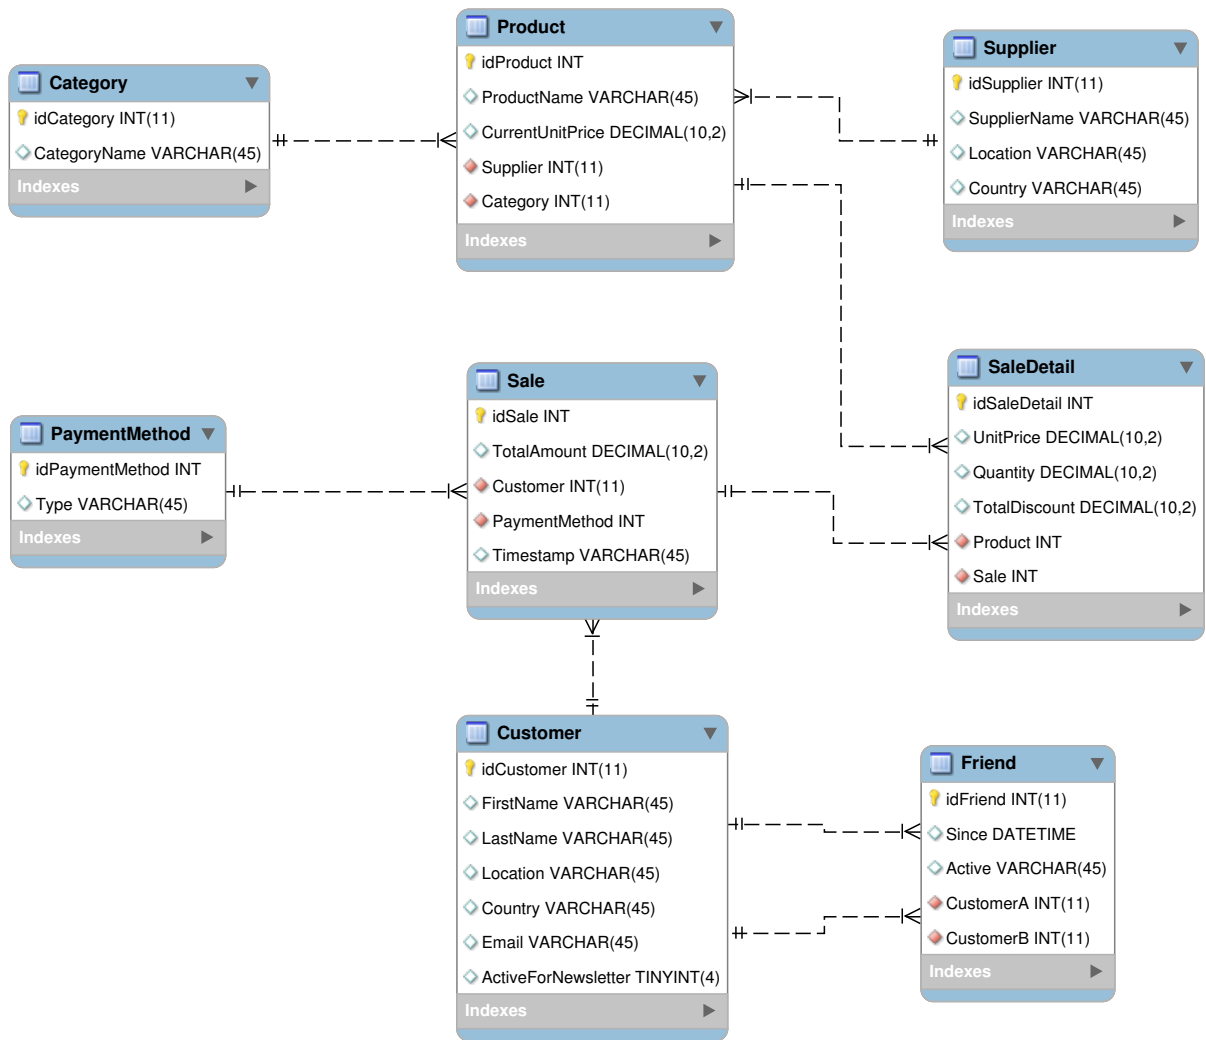 Product
idProduct INT
ProductName VARCHAR(45)
CurrentUnitPrice DECIMAL(10,2)
Supplier INT(11)
Category INT(11)
Indexes
Supplier
idSupplier INT(11)
SupplierName VARCHAR(45)
Location VARCHAR(45)
Country VARCHAR(45)
Indexes
Category
idCategory INT(11)
CategoryName VARCHAR(45)
Indexes
Sale
idSale INT
TotalAmount DECIMAL(10,2)
Customer INT(11)
PaymentMethod INT
Timestamp VARCHAR(45)
Indexes
SaleDetail
idSaleDetail INT
UnitPrice DECIMAL(10,2)
Quantity DECIMAL(10,2)
TotalDiscount DECIMAL(10,2)
Product INT
Sale INT
Indexes
PaymentMethod
idPaymentMethod INT
Type VARCHAR(45)
Indexes
Customer
idCustomer INT(11)
FirstName VARCHAR(45)
LastName VARCHAR(45)
Location VARCHAR(45)
Country VARCHAR(45)
Email VARCHAR(45)
ActiveForNewsletter TINYINT(4)
Indexes
Friend
idFriend INT(11)
Since DATETIME
Active VARCHAR(45)
CustomerA INT(11)
CustomerB INT(11)
Indexes